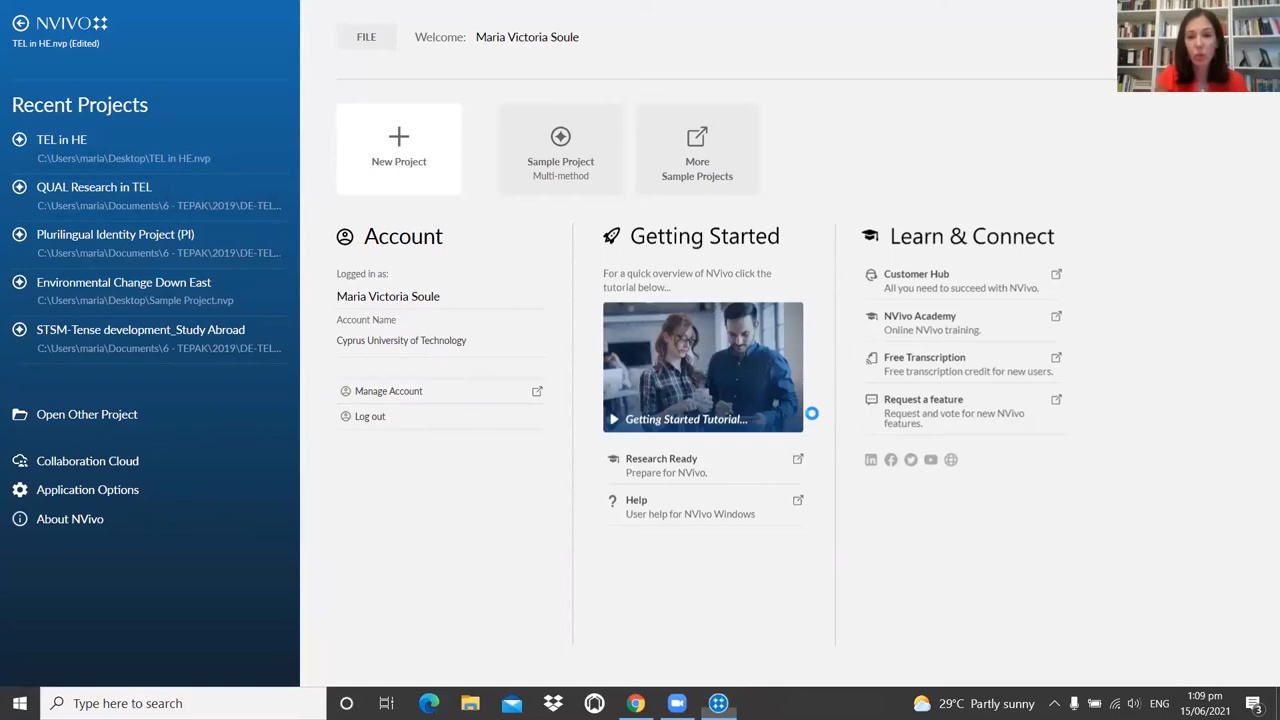 NVIVO
TEL in HE.nvp (Edited)
Recent Projects
TEL in HE
C:\Users\maria\Desktop\TEL in HE.nvp
QUAL Research in TEL
C:\Users\maria\Documents\6 - TEPAK\2019\DE-TEL...
Plurilingual Identity Project (PI)
C:\Users\maria\Documents\6 - TEPAK\2019\DE-TEL...
Environmental Change Down East
C:\Users\maria\Desktop\Sample Project.nvp
STSM-Tense development_Study Abroad
C:\Users\maria\Documents\6 - TEPAK\2019\DE-TEL...
Open Other Project
Collaboration Cloud
Application Options
About NVivo
FILE
Welcome: Maria Victoria Soule
New Project
Sample Project
Multi-method
More
Sample Projects
Account
Logged in as:
Maria Victoria Soule
Account Name
Cyprus University of Technology
Manage Account
Log out
Getting Started
For a quick overview of NVivo click the
tutorial below...
Getting Started Tutorial...
Research Ready
Prepare for NVivo.
Help
User help for NVivo Windows
Learn & Connect
Customer Hub
All you need to succeed with NVivo.
NVivo Academy
Online NVivo training.
Free Transcription
Free transcription credit for new users.
Request a feature
Request and vote for new NVivo
features.
Type here to search
29°C Partly sunny
ENG
1:09 pm
15/06/2021
3